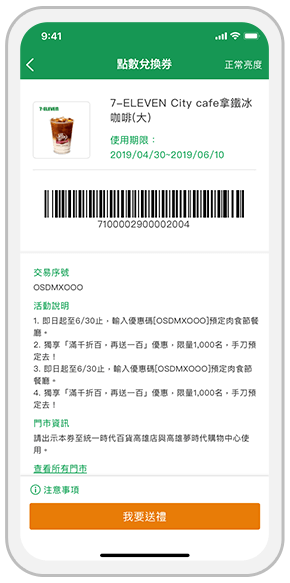 9:41
點數兌換券
正常亮度
7-ELEVEN
7-ELEVEN City cafe拿鐵冰
咖啡(大)
使用期限：
2019/04/30~2019/06/10
7100002900002004
交易序號
OSDMXOOO
活動說明
1. 即日起至6/30止，輸入優惠碼[OSDMXOOO]預定肉食節餐
廳。
2. 獨享「滿千折百，再送一百」優惠，限量1,000名，手刀預
定去！
3. 即日起至6/30止，輸入優惠碼[OSDMXOOO]預定肉食節
餐廳。
4. 獨享「滿千折百，再送一百」優惠，限量1,000名，手刀預
定去！
門市資訊
請出示本券至統一時代百貨高雄店與高雄夢時代購物中心使
用。
查看所有門市
注意事項
我要送禮